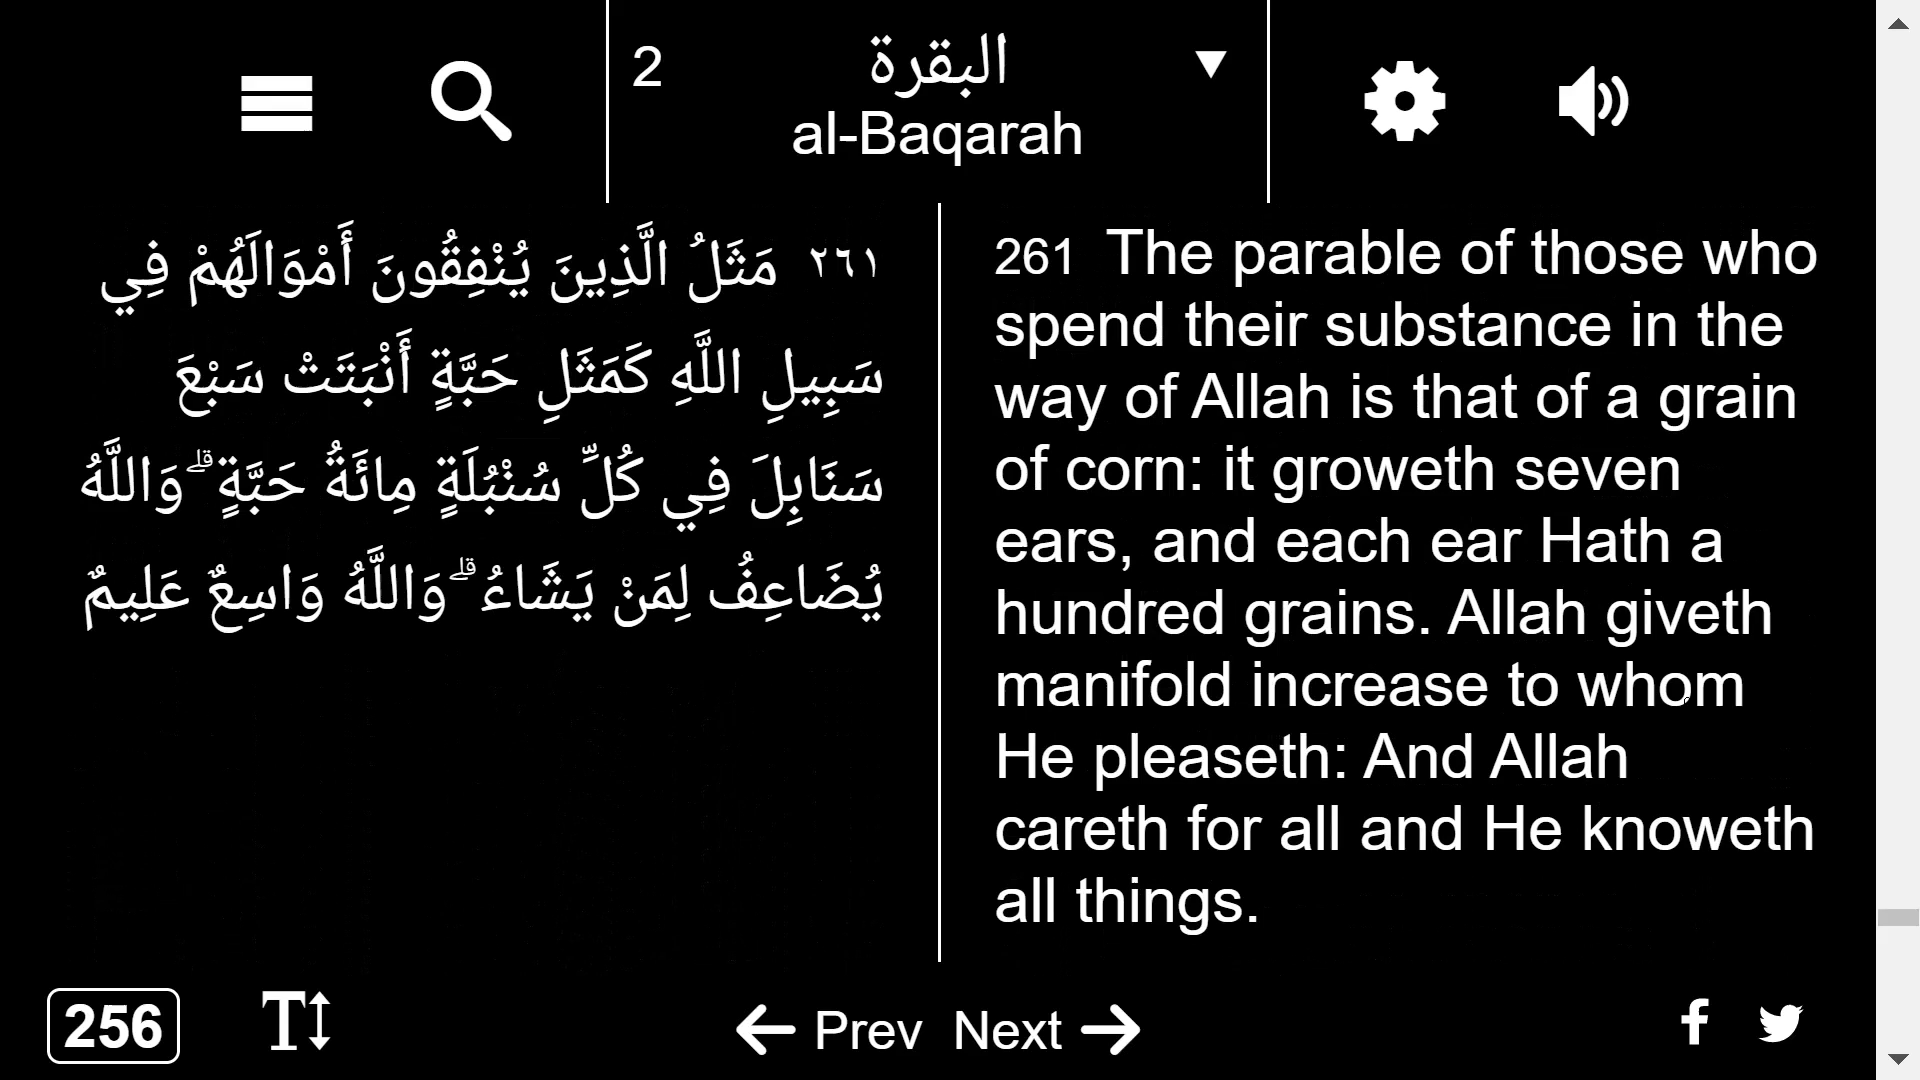 2
البقرة
al-Baqarah
٢٦١ مَثَلُ الَّذِينَ يُنْفِقُونَ أَمْوَالَهُمْ فِي
سَبِيلِ اللَّهِ كَمَثَلِ حَبَّةٍ أَنْبَتَتْ سَبْعَ
سَنَابِلَ فِي كُلِّ سُنْبُلَةٍ مِائَةُ حَبَّةٍ ۗ وَاللَّهُ
يُضَاعِفُ لِمَنْ يَشَاءُ ۗ وَاللَّهُ وَاسِعٌ عَلِيمٌ
261 The parable of those who
spend their substance in the
way of Allah is that of a grain
of corn: it groweth seven
ears, and each ear Hath a
hundred grains. Allah giveth
manifold increase to whom
He pleaseth: And Allah
careth for all and He knoweth
all things.
256
Prev Next